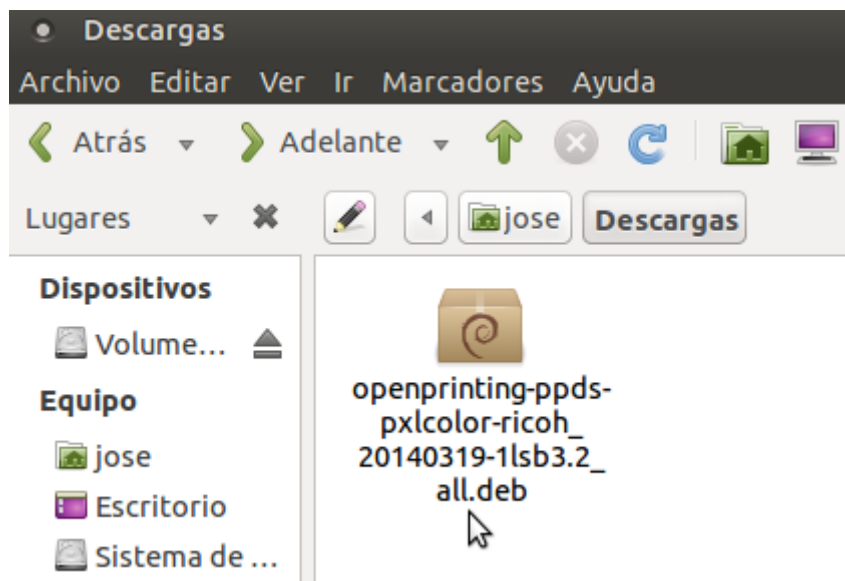 Descargas
Archivo Editar Ver Ir Marcadores Ayuda
Atrás Adelante
Lugares jose Descargas
Dispositivos
Volume...
Equipo
jose
Escritorio
Sistema de ...
openprinting-ppds-
pxlcolor-ricoh_
20140319-1lsb3.2_
all.deb